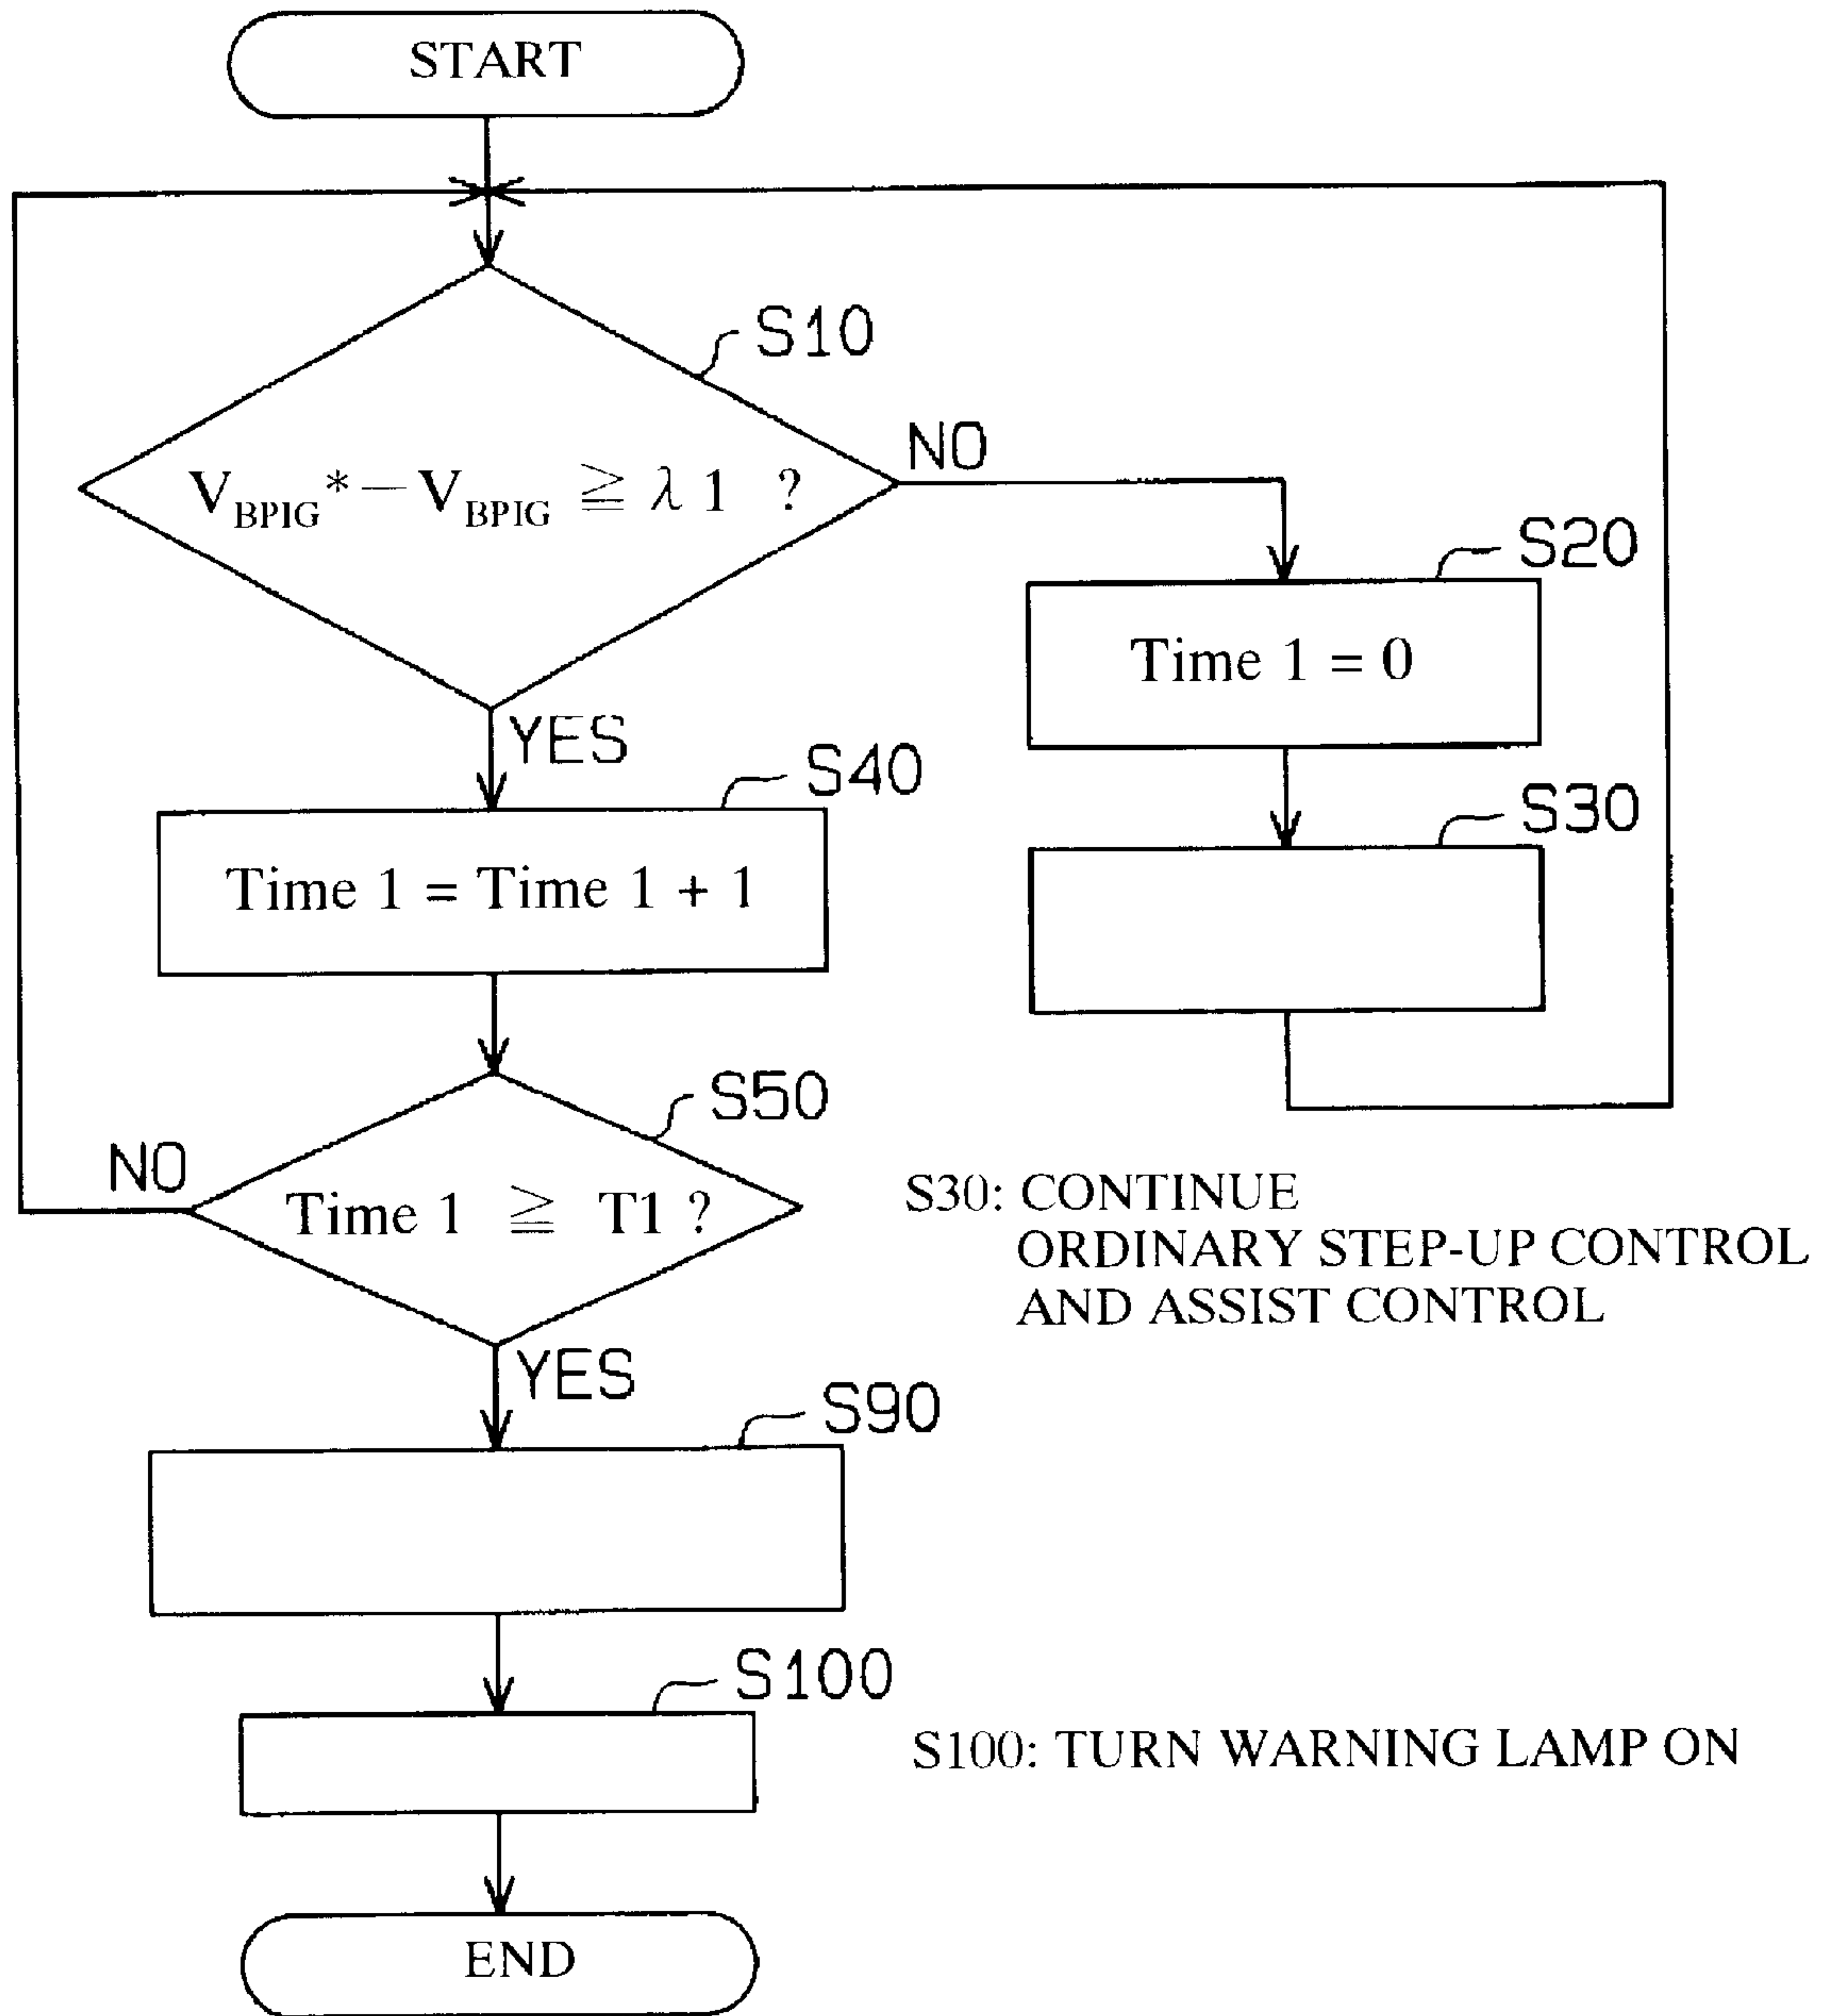 START
S10
V_BPIG* − V_BPIG ≧ λ 1 ?
NO
YES
S20
Time 1 = 0
S30
S40
Time 1 = Time 1 + 1
S50
Time 1 ≧ T1 ?
NO
YES
S30: CONTINUE
ORDINARY STEP-UP CONTROL
AND ASSIST CONTROL
S90
S100
S100: TURN WARNING LAMP ON
END